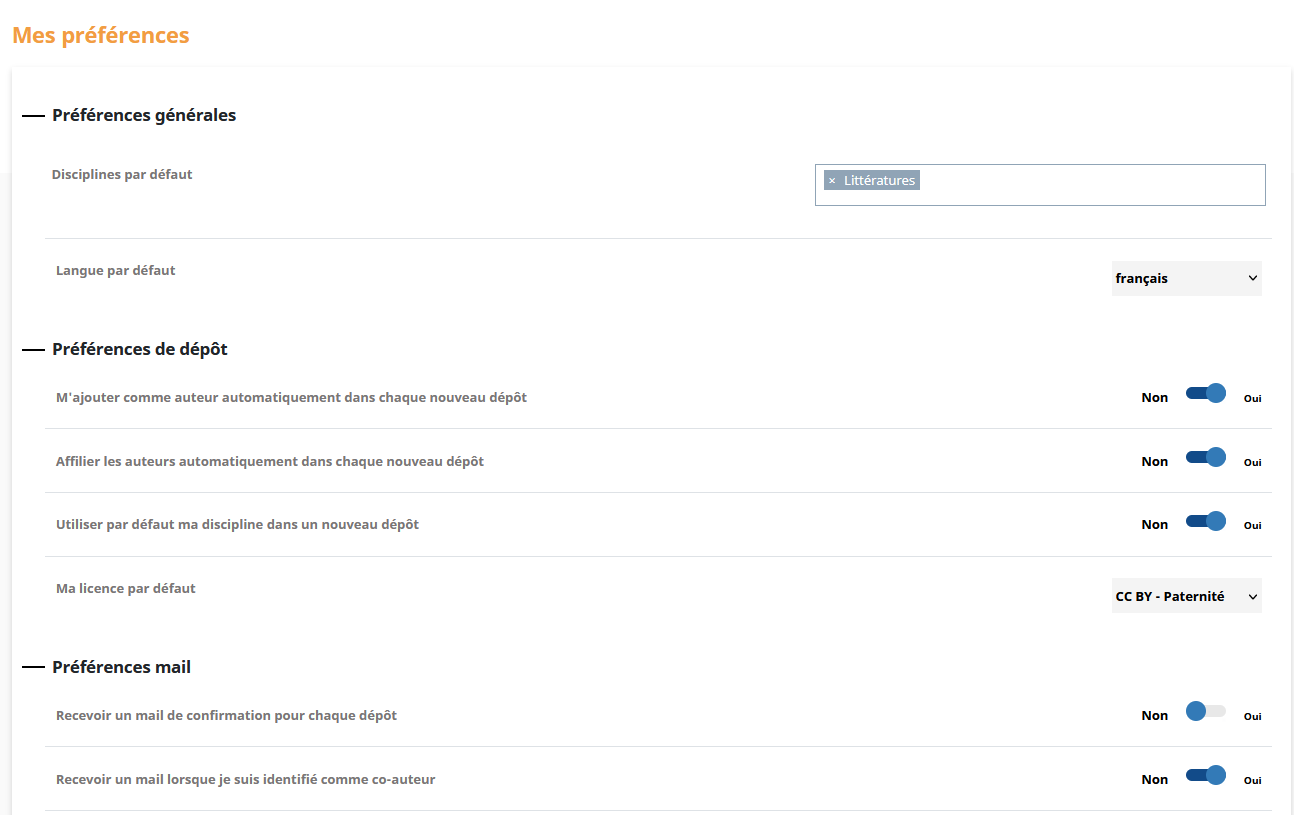 Mes préférences
Préférences générales
Disciplines par défaut
× Littératures
Langue par défaut
français
Préférences de dépôt
M'ajouter comme auteur automatiquement dans chaque nouveau dépôt
Non Oui
Affilier les auteurs automatiquement dans chaque nouveau dépôt
Non Oui
Utiliser par défaut ma discipline dans un nouveau dépôt
Non Oui
Ma licence par défaut
CC BY - Paternité
Préférences mail
Recevoir un mail de confirmation pour chaque dépôt
Non Oui
Recevoir un mail lorsque je suis identifié comme co-auteur
Non Oui